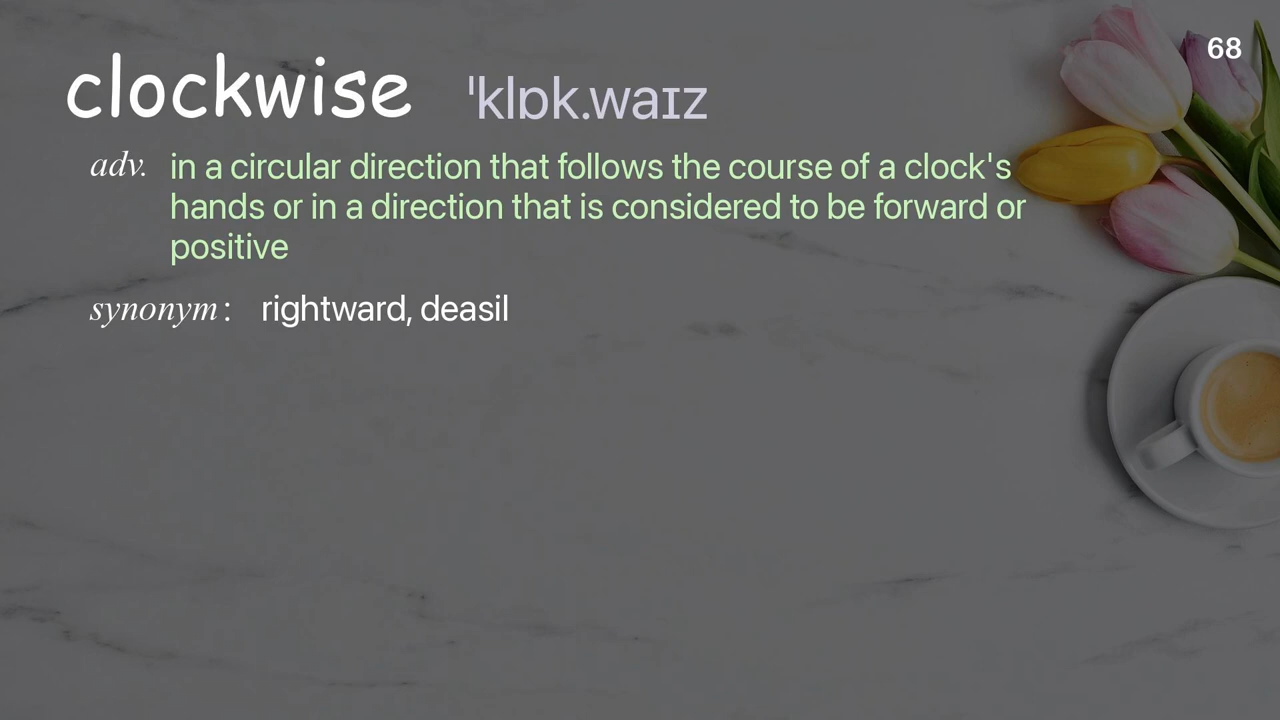 68
clockwise ˈklɒk.waɪz
adv. in a circular direction that follows the course of a clock's
hands or in a direction that is considered to be forward or
positive
synonym: rightward, deasil